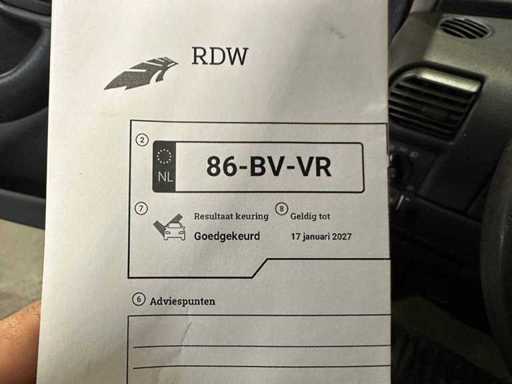 RDW
2
NL
86-BV-VR
7 Resultaat keuring 8 Geldig tot
Goedgekeurd 17 januari 2027
6 Adviespunten